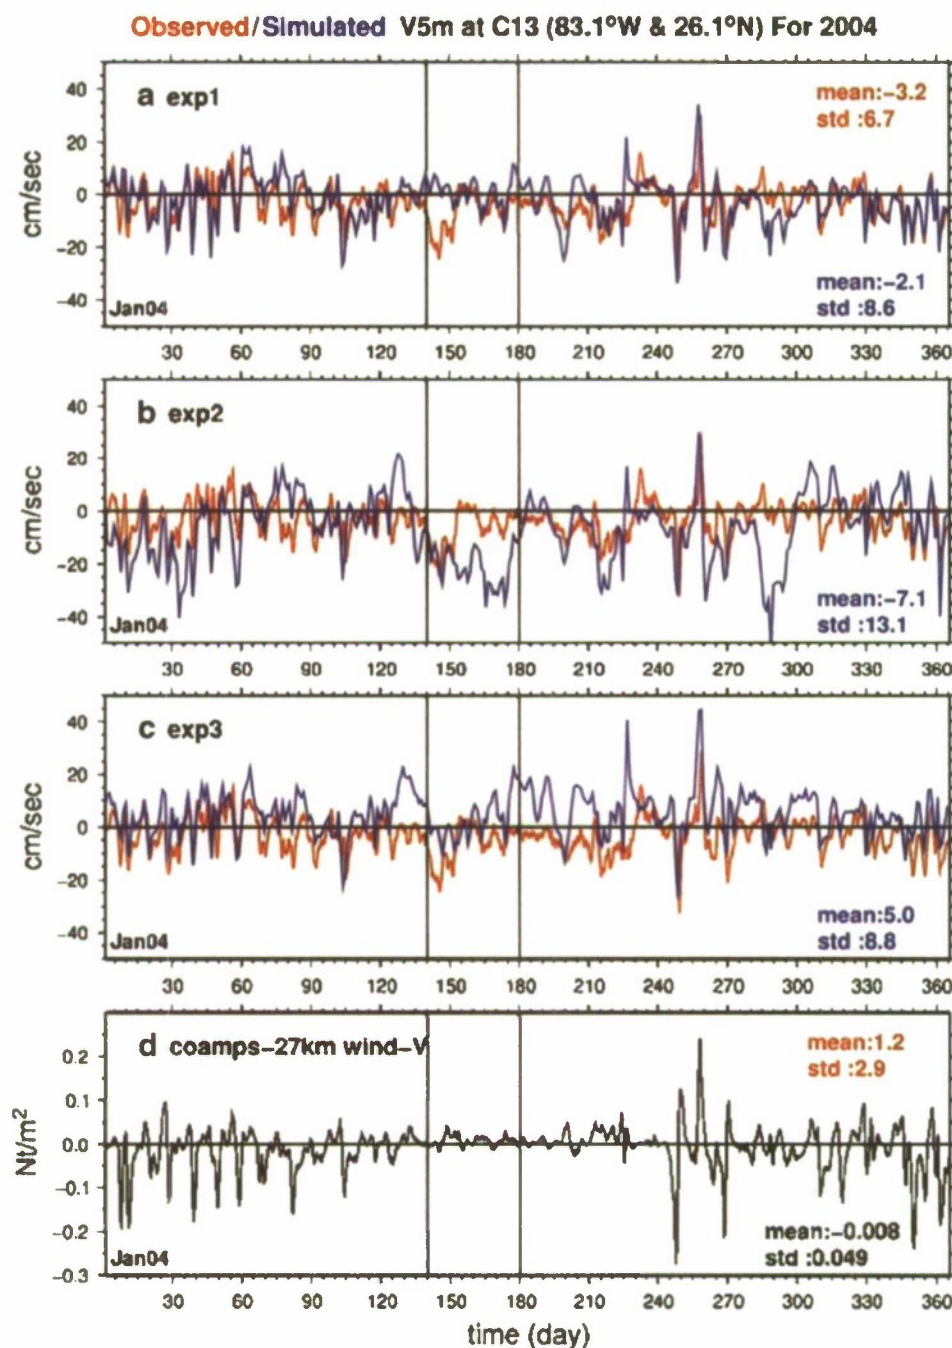 Observed/Simulated V5m at C13 (83.1°W & 26.1°N) For 2004
a exp1
mean:-3.2
std :6.7
40
20
0
-20
-40
cm/sec
mean:-2.1
std :8.6
Jan04
30 60 90 120 150 180 210 240 270 300 330 360
b exp2
40
20
0
-20
-40
cm/sec
mean:-7.1
std :13.1
Jan04
30 60 90 120 150 180 210 240 270 300 330 360
c exp3
40
20
0
-20
-40
cm/sec
mean:5.0
std :8.8
Jan04
30 60 90 120 150 180 210 240 270 300 330 360
d coamps-27km wind-V
mean:1.2
std :2.9
0.2
0.1
0.0
-0.1
-0.2
-0.3
Nt/m²
mean:-0.008
std :0.049
Jan04
30 60 90 120 150 180 210 240 270 300 330 360
time (day)